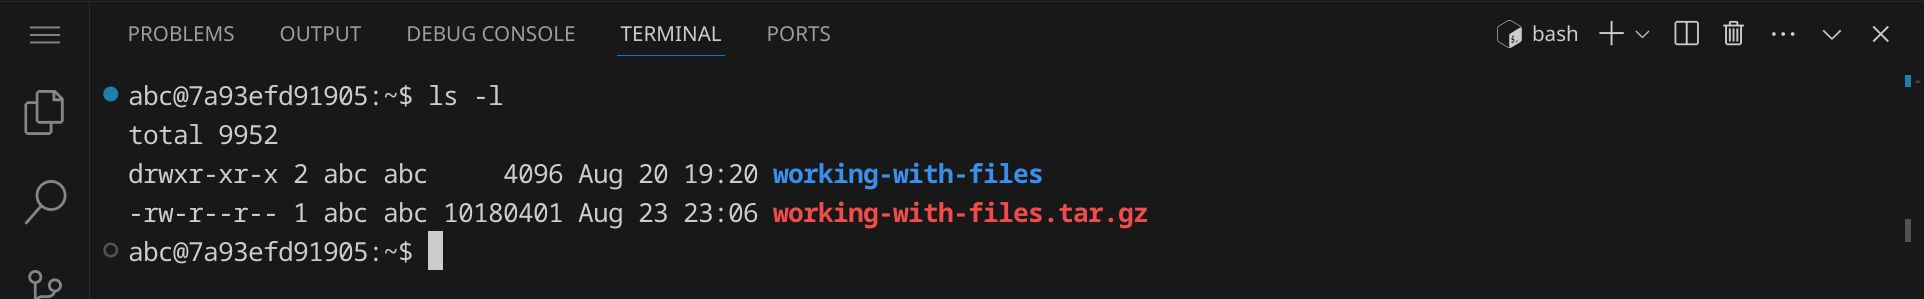 PROBLEMS OUTPUT DEBUG CONSOLE TERMINAL PORTS bash
abc@7a93efd91905:~$ ls -l
total 9952
drwxr-xr-x 2 abc abc     4096 Aug 20 19:20 working-with-files
-rw-r--r-- 1 abc abc 10180401 Aug 23 23:06 working-with-files.tar.gz
abc@7a93efd91905:~$